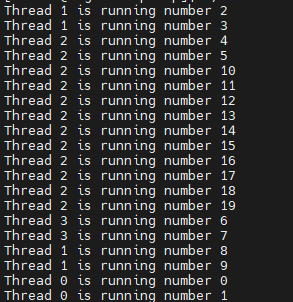 Thread 1 is running number 2
Thread 1 is running number 3
Thread 2 is running number 4
Thread 2 is running number 5
Thread 2 is running number 10
Thread 2 is running number 11
Thread 2 is running number 12
Thread 2 is running number 13
Thread 2 is running number 14
Thread 2 is running number 15
Thread 2 is running number 16
Thread 2 is running number 17
Thread 2 is running number 18
Thread 2 is running number 19
Thread 3 is running number 6
Thread 3 is running number 7
Thread 1 is running number 8
Thread 1 is running number 9
Thread 0 is running number 0
Thread 0 is running number 1